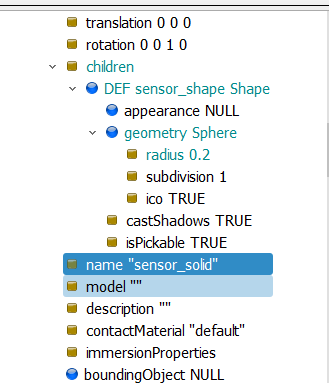 translation 0 0 0
rotation 0 0 1 0
children
DEF sensor_shape Shape
appearance NULL
geometry Sphere
radius 0.2
subdivision 1
ico TRUE
castShadows TRUE
isPickable TRUE
name "sensor_solid"
model ""
description ""
contactMaterial "default"
immersionProperties
boundingObject NULL